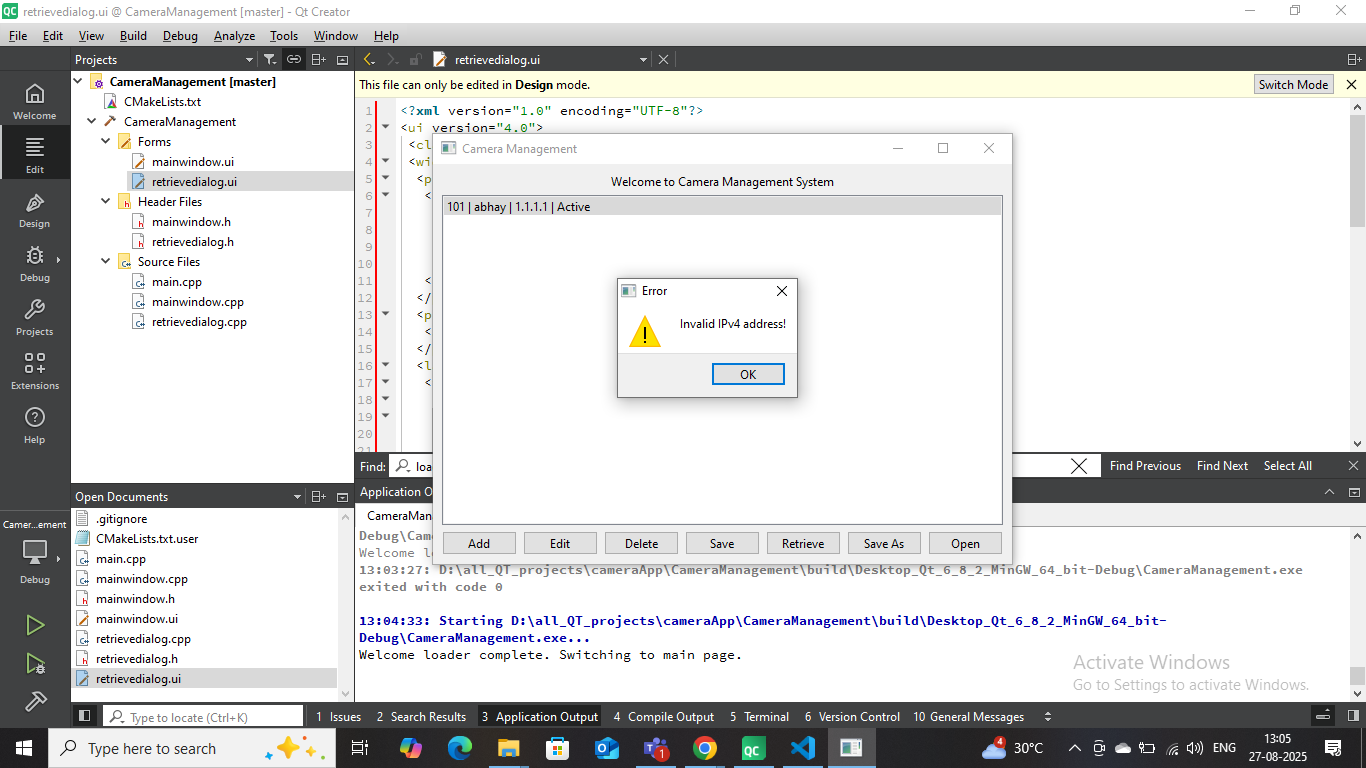 QC retrievedialog.ui @ CameraManagement [master] - Qt Creator
File Edit View Build Debug Analyze Tools Window Help
Projects
retrievedialog.ui
This file can only be edited in Design mode.
Switch Mode
Welcome
Edit
Design
Debug
Projects
Extensions
Help
CameraManagement [master]
CMakeLists.txt
CameraManagement
Forms
mainwindow.ui
retrievedialog.ui
Header Files
mainwindow.h
retrievedialog.h
Source Files
main.cpp
mainwindow.cpp
retrievedialog.cpp
1 <?xml version="1.0" encoding="UTF-8"?>
2 <ui version="4.0">
3 <cl
4 <wi
5 <p
6 <
7
8
9
10
11 <
12 </
13 <p
14 <
15 </
16 <l
17 <
18
19
20
21
Camera Management
Welcome to Camera Management System
101 | abhay | 1.1.1.1 | Active
Error
Invalid IPv4 address!
OK
Add Edit Delete Save Retrieve Save As Open
Find: loa
Find Previous Find Next Select All
Open Documents
.gitignore
CMakeLists.txt.user
main.cpp
mainwindow.cpp
mainwindow.h
mainwindow.ui
retrievedialog.cpp
retrievedialog.h
retrievedialog.ui
Camer...ement
Debug
Application O
CameraMan
Debug\Came
Welcome l
13:03:27: D:\all_QT_projects\cameraApp\CameraManagement\build\Desktop_Qt_6_8_2_MinGW_64_bit-Debug\CameraManagement.exe
exited with code 0
13:04:33: Starting D:\all_QT_projects\cameraApp\CameraManagement\build\Desktop_Qt_6_8_2_MinGW_64_bit-
Debug\CameraManagement.exe...
Welcome loader complete. Switching to main page.
Activate Windows
Go to Settings to activate Windows.
Type to locate (Ctrl+K)
1 Issues 2 Search Results 3 Application Output 4 Compile Output 5 Terminal 6 Version Control 10 General Messages
Type here to search
1
QC
4
30°C
ENG
13:05
27-08-2025